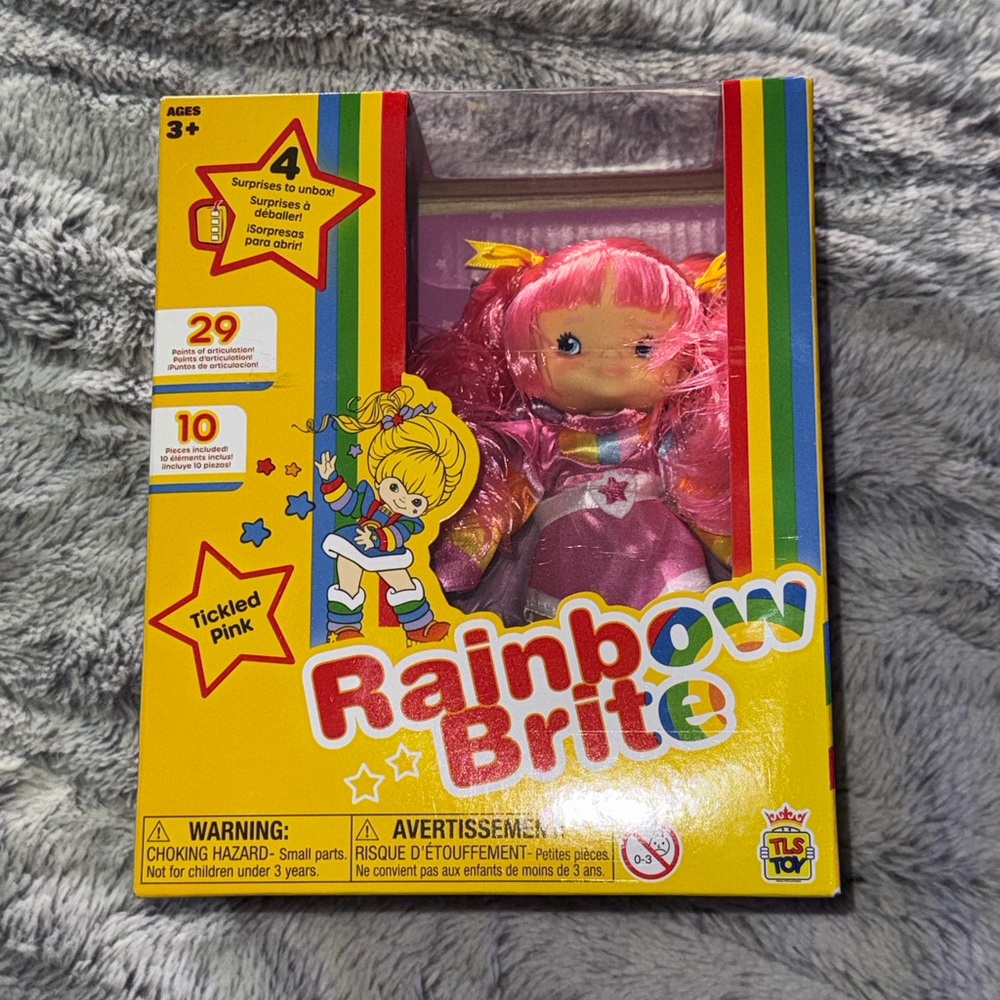 AGES
3+
4
Surprises to unbox!
Surprises à
déballer!
¡Sorpresas
para abrir!
29
Points of articulation!
Points d'articulation!
¡Puntos de articulacion!
10
Pieces included!
10 éléments inclus!
¡Incluye 10 piezas!
Tickled
Pink
Rainbow
Brite
WARNING:
CHOKING HAZARD- Small parts.
Not for children under 3 years.
AVERTISSEMENT:
RISQUE D'ÉTOUFFEMENT- Petites pièces.
Ne convient pas aux enfants de moins de 3 ans.
0-3
TLS
TOY